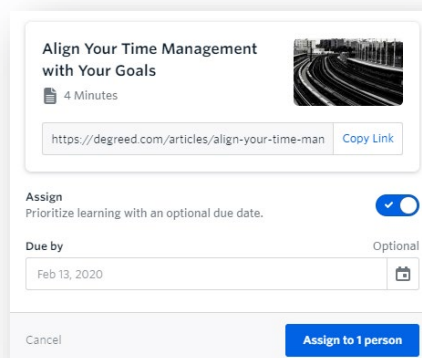 Align Your Time Management
with Your Goals
4 Minutes
https://degreed.com/articles/align-your-time-man
Copy Link
Assign
Prioritize learning with an optional due date.
Due by
Optional
Feb 13, 2020
Cancel
Assign to 1 person